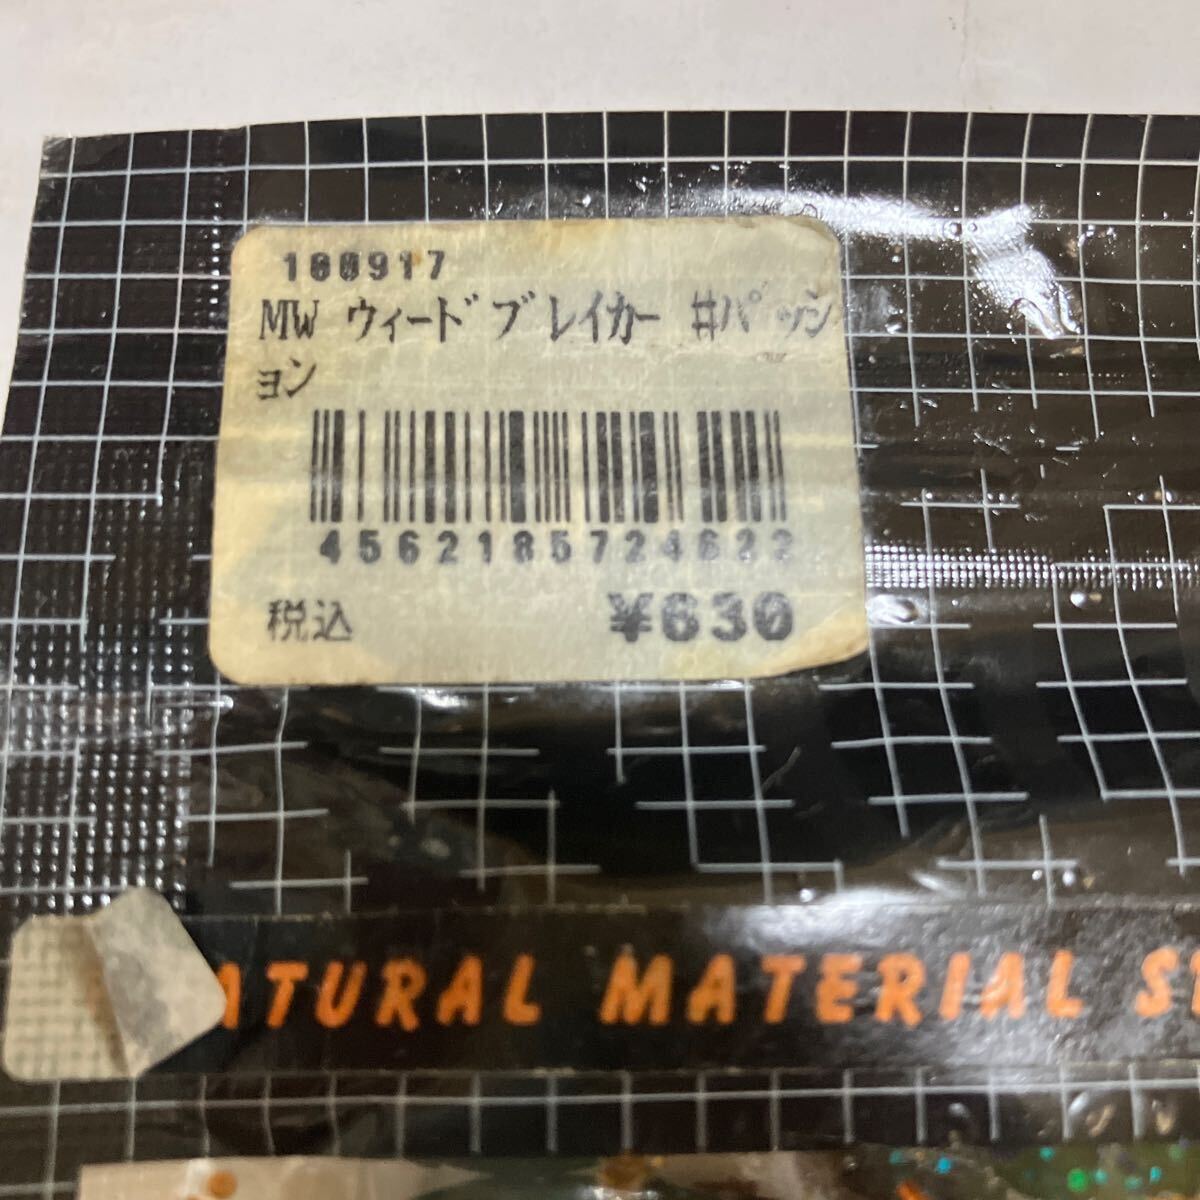 100917
MW ウィードブレイカー #パッシ
ョン
4562185724622
税込 ¥630
ATURAL MATERIAL S